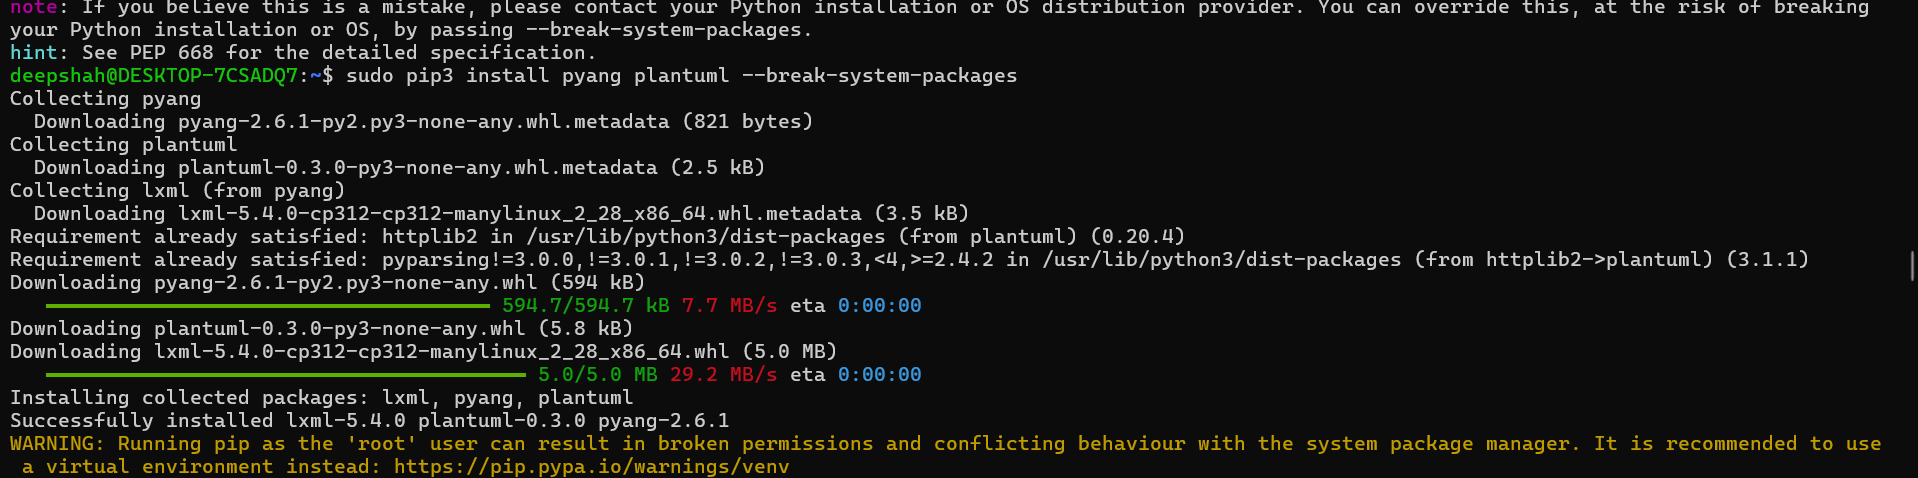 note: If you believe this is a mistake, please contact your Python installation or OS distribution provider. You can override this, at the risk of breaking
your Python installation or OS, by passing --break-system-packages.
hint: See PEP 668 for the detailed specification.
deepshah@DESKTOP-7CSADQ7:~$ sudo pip3 install pyang plantuml --break-system-packages
Collecting pyang
  Downloading pyang-2.6.1-py2.py3-none-any.whl.metadata (821 bytes)
Collecting plantuml
  Downloading plantuml-0.3.0-py3-none-any.whl.metadata (2.5 kB)
Collecting lxml (from pyang)
  Downloading lxml-5.4.0-cp312-cp312-manylinux_2_28_x86_64.whl.metadata (3.5 kB)
Requirement already satisfied: httplib2 in /usr/lib/python3/dist-packages (from plantuml) (0.20.4)
Requirement already satisfied: pyparsing!=3.0.0,!=3.0.1,!=3.0.2,!=3.0.3,<4,>=2.4.2 in /usr/lib/python3/dist-packages (from httplib2->plantuml) (3.1.1)
Downloading pyang-2.6.1-py2.py3-none-any.whl (594 kB)
594.7/594.7 kB 7.7 MB/s eta 0:00:00
Downloading plantuml-0.3.0-py3-none-any.whl (5.8 kB)
Downloading lxml-5.4.0-cp312-cp312-manylinux_2_28_x86_64.whl (5.0 MB)
5.0/5.0 MB 29.2 MB/s eta 0:00:00
Installing collected packages: lxml, pyang, plantuml
Successfully installed lxml-5.4.0 plantuml-0.3.0 pyang-2.6.1
WARNING: Running pip as the 'root' user can result in broken permissions and conflicting behaviour with the system package manager. It is recommended to use
 a virtual environment instead: https://pip.pypa.io/warnings/venv